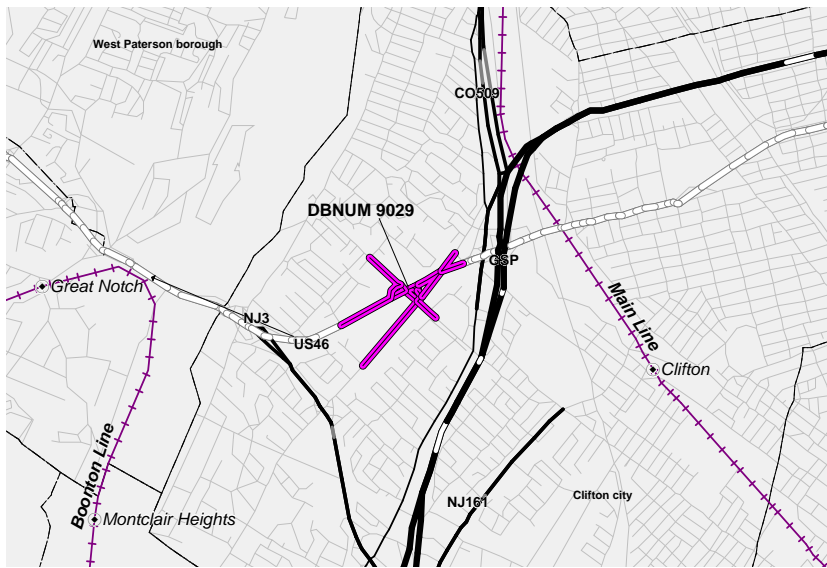 West Paterson borough
CO509
DBNUM 9029
GSP
Great Notch
Main Line
NJ3
US46
Clifton
Boonton Line
NJ161
Clifton city
Montclair Heights